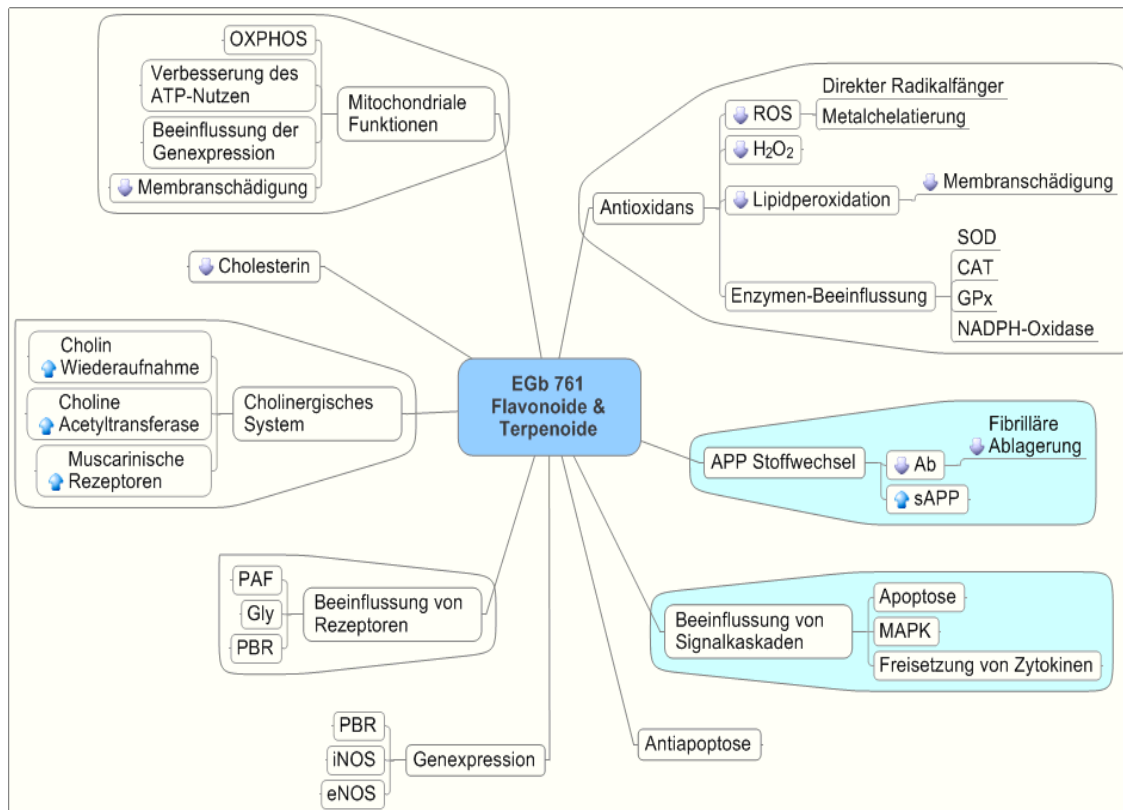 OXPHOS
Verbesserung des
ATP-Nutzen
Beeinflussung der
Genexpression
Membranschädigung
Mitochondriale
Funktionen
Direkter Radikalfänger
Metalchelatierung
ROS
H₂O₂
Lipidperoxidation
Membranschädigung
Antioxidans
Enzymen-Beeinflussung
SOD
CAT
GPx
NADPH-Oxidase
Cholesterin
Cholin
Wiederaufnahme
Choline
Acetyltransferase
Muscarinische
Rezeptoren
Cholinergisches
System
EGb 761
Flavonoide &
Terpenoide
APP Stoffwechsel
Ab
Fibrilläre
Ablagerung
sAPP
PAF
Gly
PBR
Beeinflussung von
Rezeptoren
Beeinflussung von
Signalkaskaden
Apoptose
MAPK
Freisetzung von Zytokinen
PBR
iNOS
eNOS
Genexpression
Antiapoptose